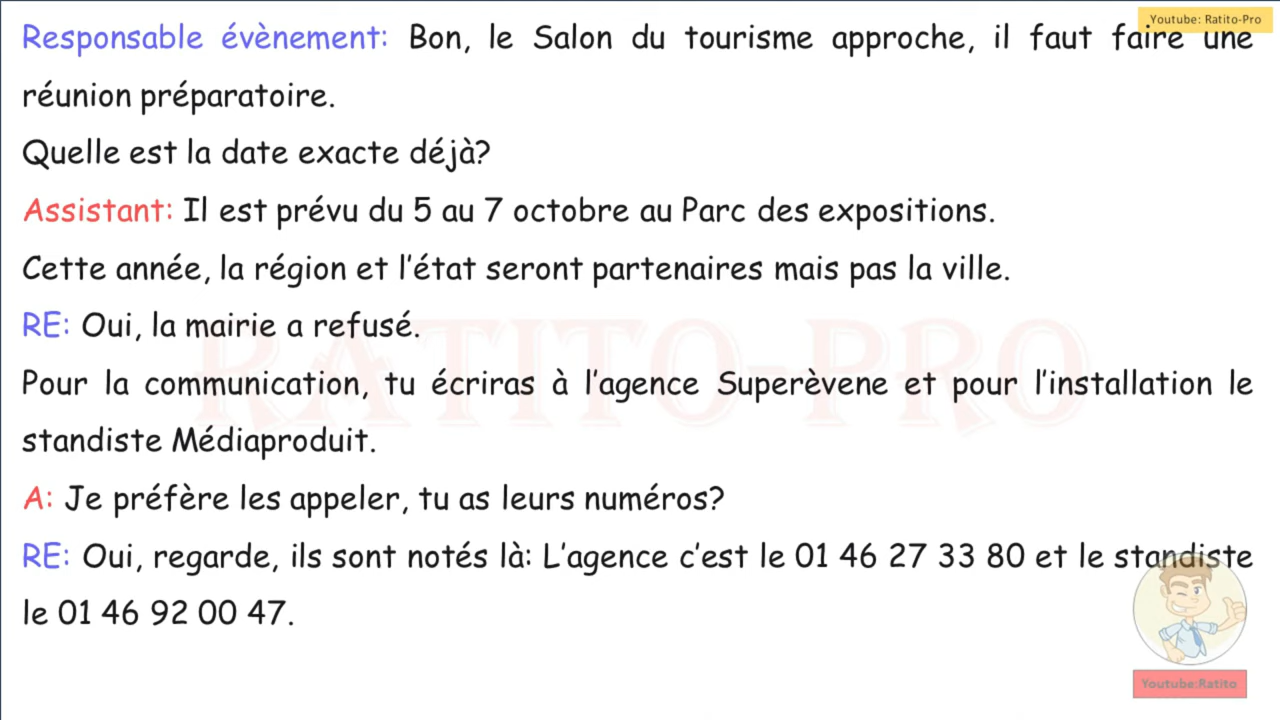 Youtube: Ratito-Pro
Responsable évènement: Bon, le Salon du tourisme approche, il faut faire une
réunion préparatoire.
Quelle est la date exacte déjà?
Assistant: Il est prévu du 5 au 7 octobre au Parc des expositions.
Cette année, la région et l'état seront partenaires mais pas la ville.
RE: Oui, la mairie a refusé.
RATITO-PRO
Pour la communication, tu écriras à l'agence Superèvene et pour l'installation le
standiste Médiaproduit.
A: Je préfère les appeler, tu as leurs numéros?
RE: Oui, regarde, ils sont notés là: L'agence c'est le 01 46 27 33 80 et le standiste
le 01 46 92 00 47.
Youtube:Ratito